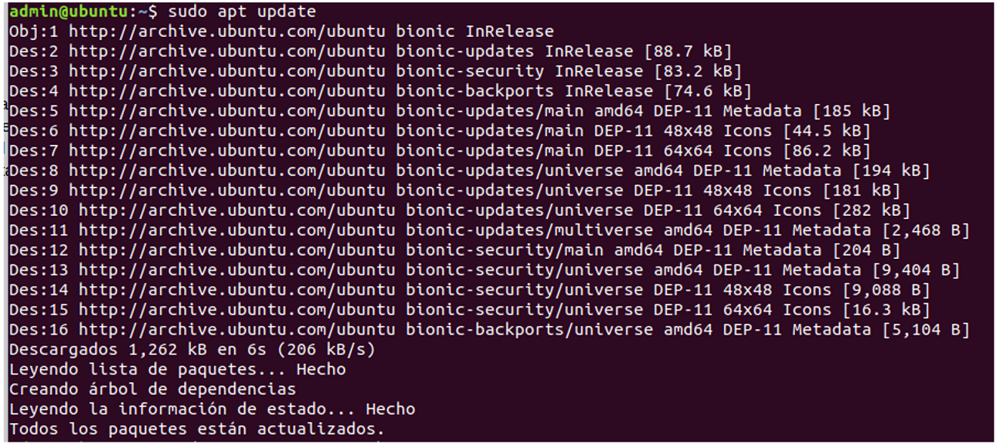 admin@ubuntu:~$ sudo apt update
Obj:1 http://archive.ubuntu.com/ubuntu bionic InRelease
Des:2 http://archive.ubuntu.com/ubuntu bionic-updates InRelease [88.7 kB]
Des:3 http://archive.ubuntu.com/ubuntu bionic-security InRelease [83.2 kB]
Des:4 http://archive.ubuntu.com/ubuntu bionic-backports InRelease [74.6 kB]
Des:5 http://archive.ubuntu.com/ubuntu bionic-updates/main amd64 DEP-11 Metadata [185 kB]
Des:6 http://archive.ubuntu.com/ubuntu bionic-updates/main DEP-11 48x48 Icons [44.5 kB]
Des:7 http://archive.ubuntu.com/ubuntu bionic-updates/main DEP-11 64x64 Icons [86.2 kB]
Des:8 http://archive.ubuntu.com/ubuntu bionic-updates/universe amd64 DEP-11 Metadata [194 kB]
Des:9 http://archive.ubuntu.com/ubuntu bionic-updates/universe DEP-11 48x48 Icons [181 kB]
Des:10 http://archive.ubuntu.com/ubuntu bionic-updates/universe DEP-11 64x64 Icons [282 kB]
Des:11 http://archive.ubuntu.com/ubuntu bionic-updates/multiverse amd64 DEP-11 Metadata [2,468 B]
Des:12 http://archive.ubuntu.com/ubuntu bionic-security/main amd64 DEP-11 Metadata [204 B]
Des:13 http://archive.ubuntu.com/ubuntu bionic-security/universe amd64 DEP-11 Metadata [9,404 B]
Des:14 http://archive.ubuntu.com/ubuntu bionic-security/universe DEP-11 48x48 Icons [9,088 B]
Des:15 http://archive.ubuntu.com/ubuntu bionic-security/universe DEP-11 64x64 Icons [16.3 kB]
Des:16 http://archive.ubuntu.com/ubuntu bionic-backports/universe amd64 DEP-11 Metadata [5,104 B]
Descargados 1,262 kB en 6s (206 kB/s)
Leyendo lista de paquetes... Hecho
Creando árbol de dependencias
Leyendo la información de estado... Hecho
Todos los paquetes están actualizados.